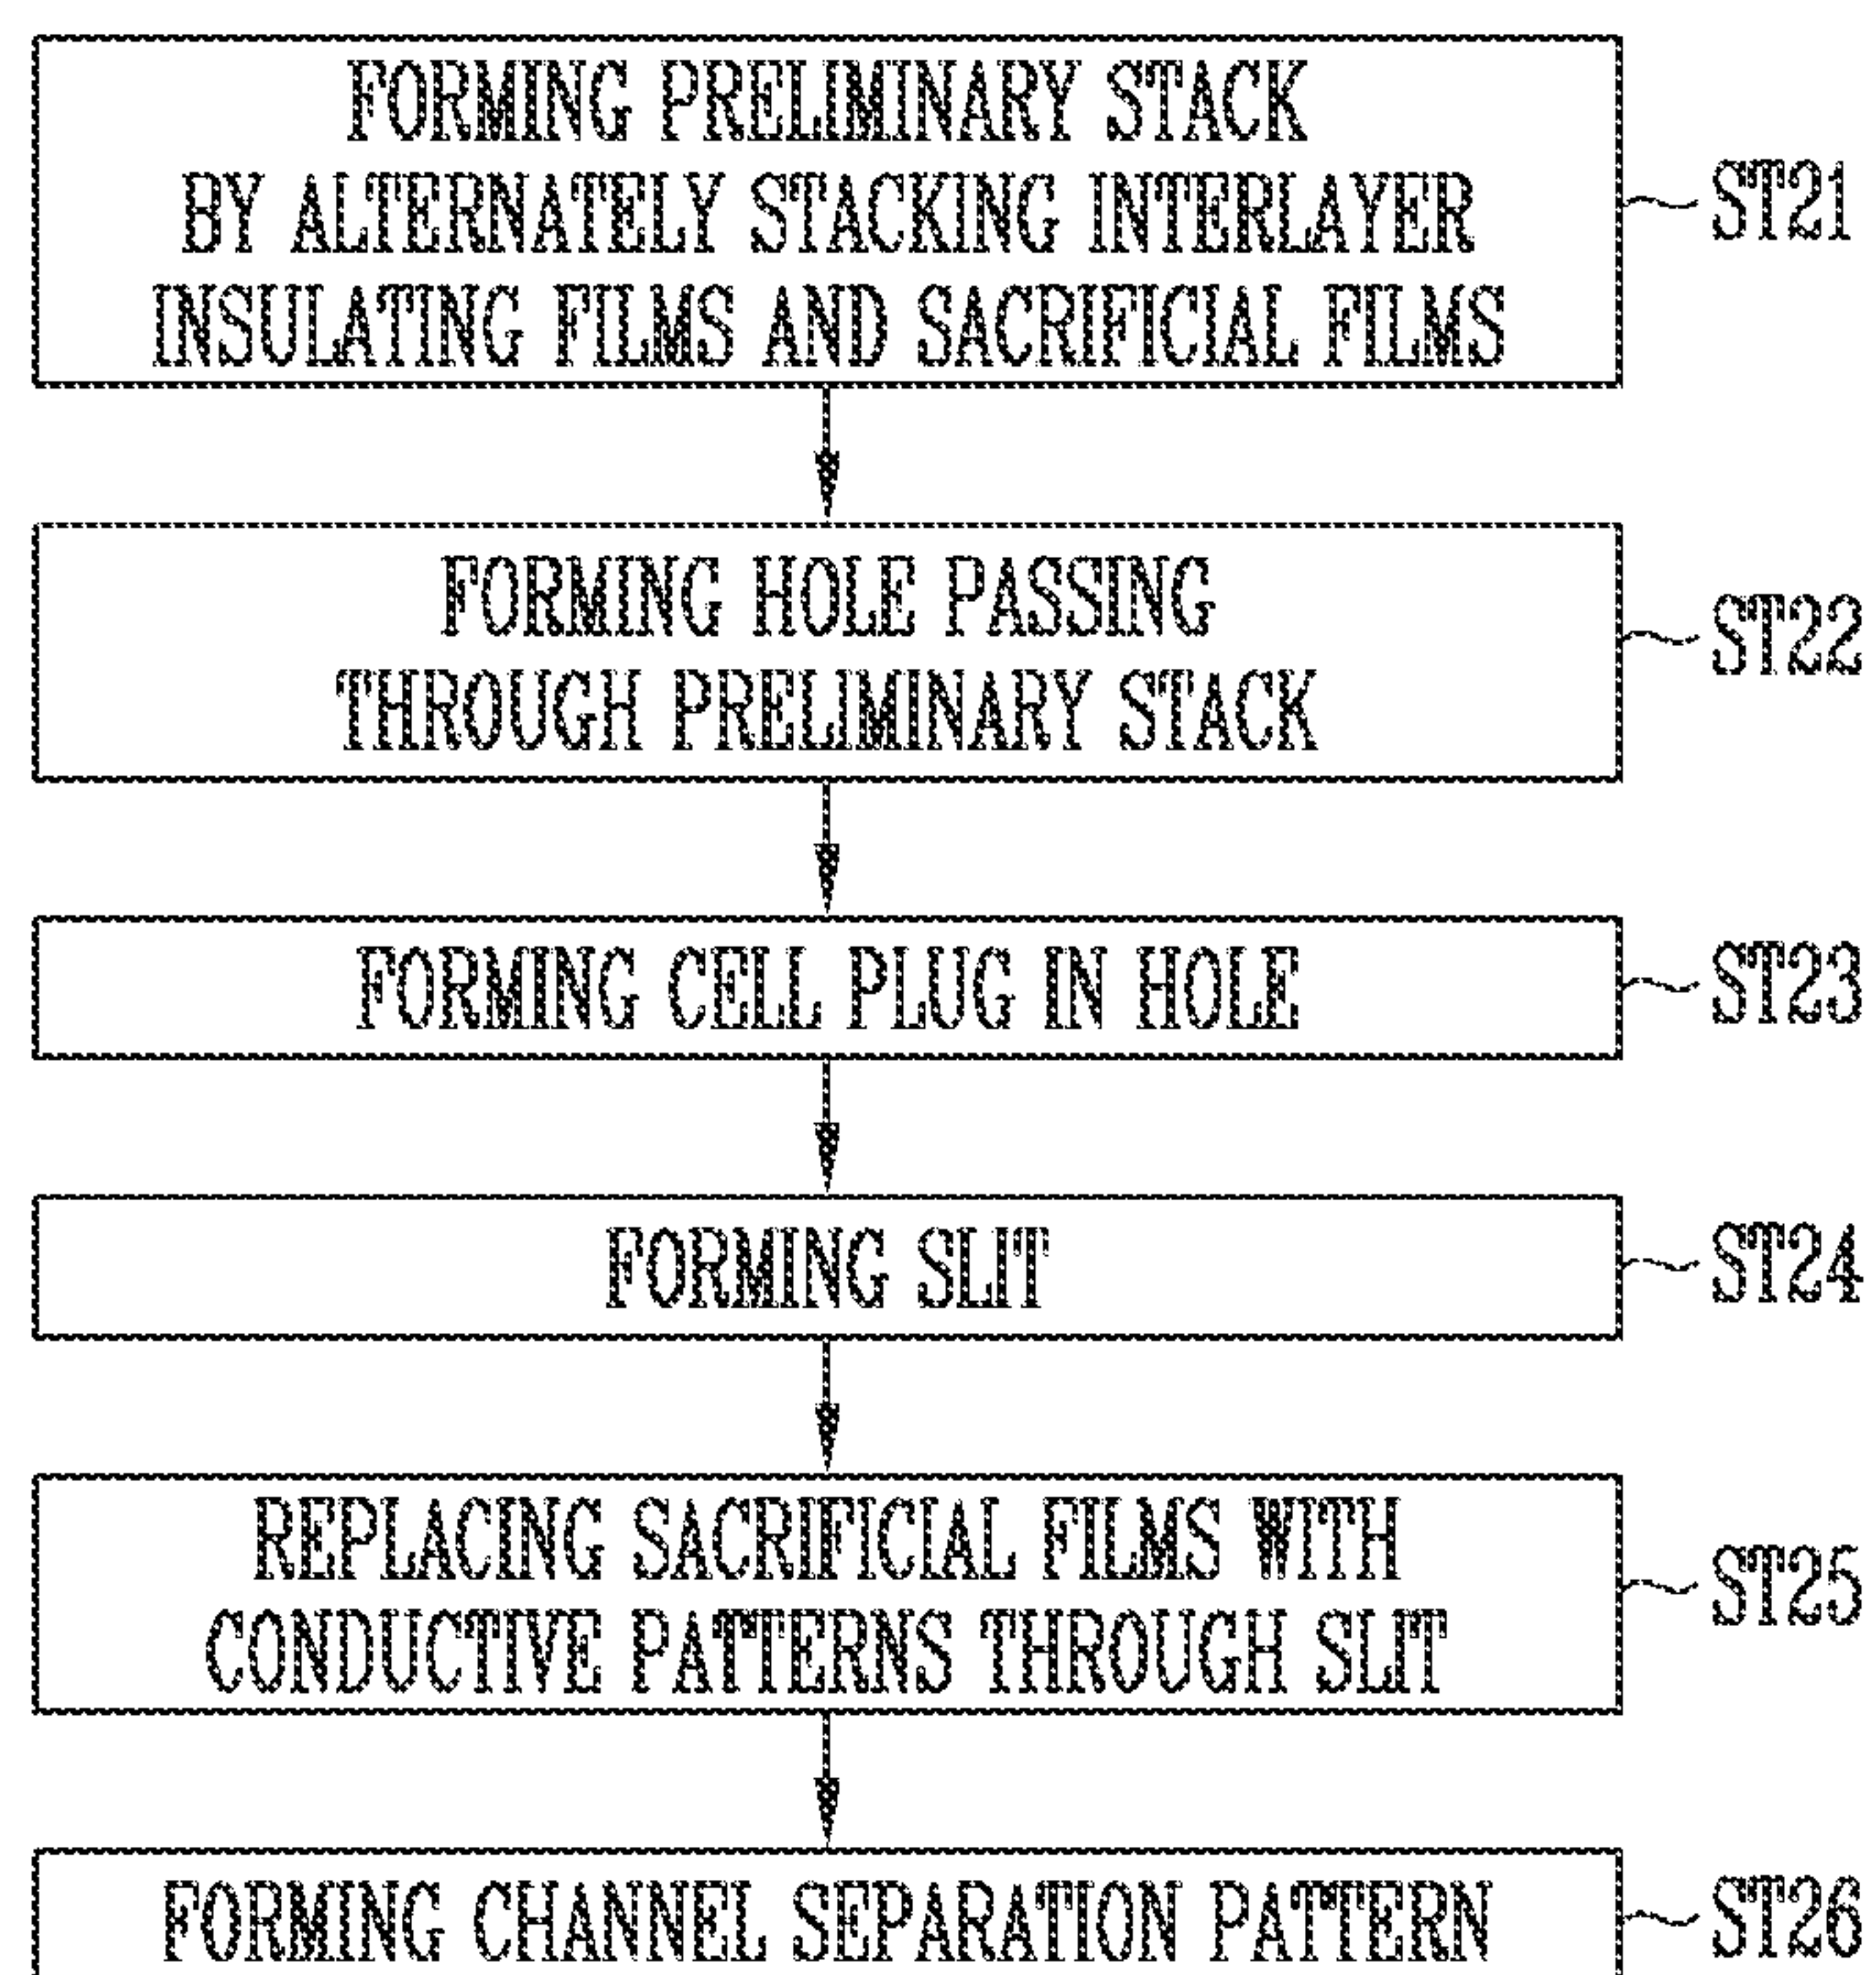 FORMING PRELIMINARY STACK
BY ALTERNATELY STACKING INTERLAYER
INSULATING FILMS AND SACRIFICIAL FILMS
ST21
FORMING HOLE PASSING
THROUGH PRELIMINARY STACK
ST22
FORMING CELL PLUG IN HOLE
ST23
FORMING SLIT
ST24
REPLACING SACRIFICIAL FILMS WITH
CONDUCTIVE PATTERNS THROUGH SLIT
ST25
FORMING CHANNEL SEPARATION PATTERN
ST26